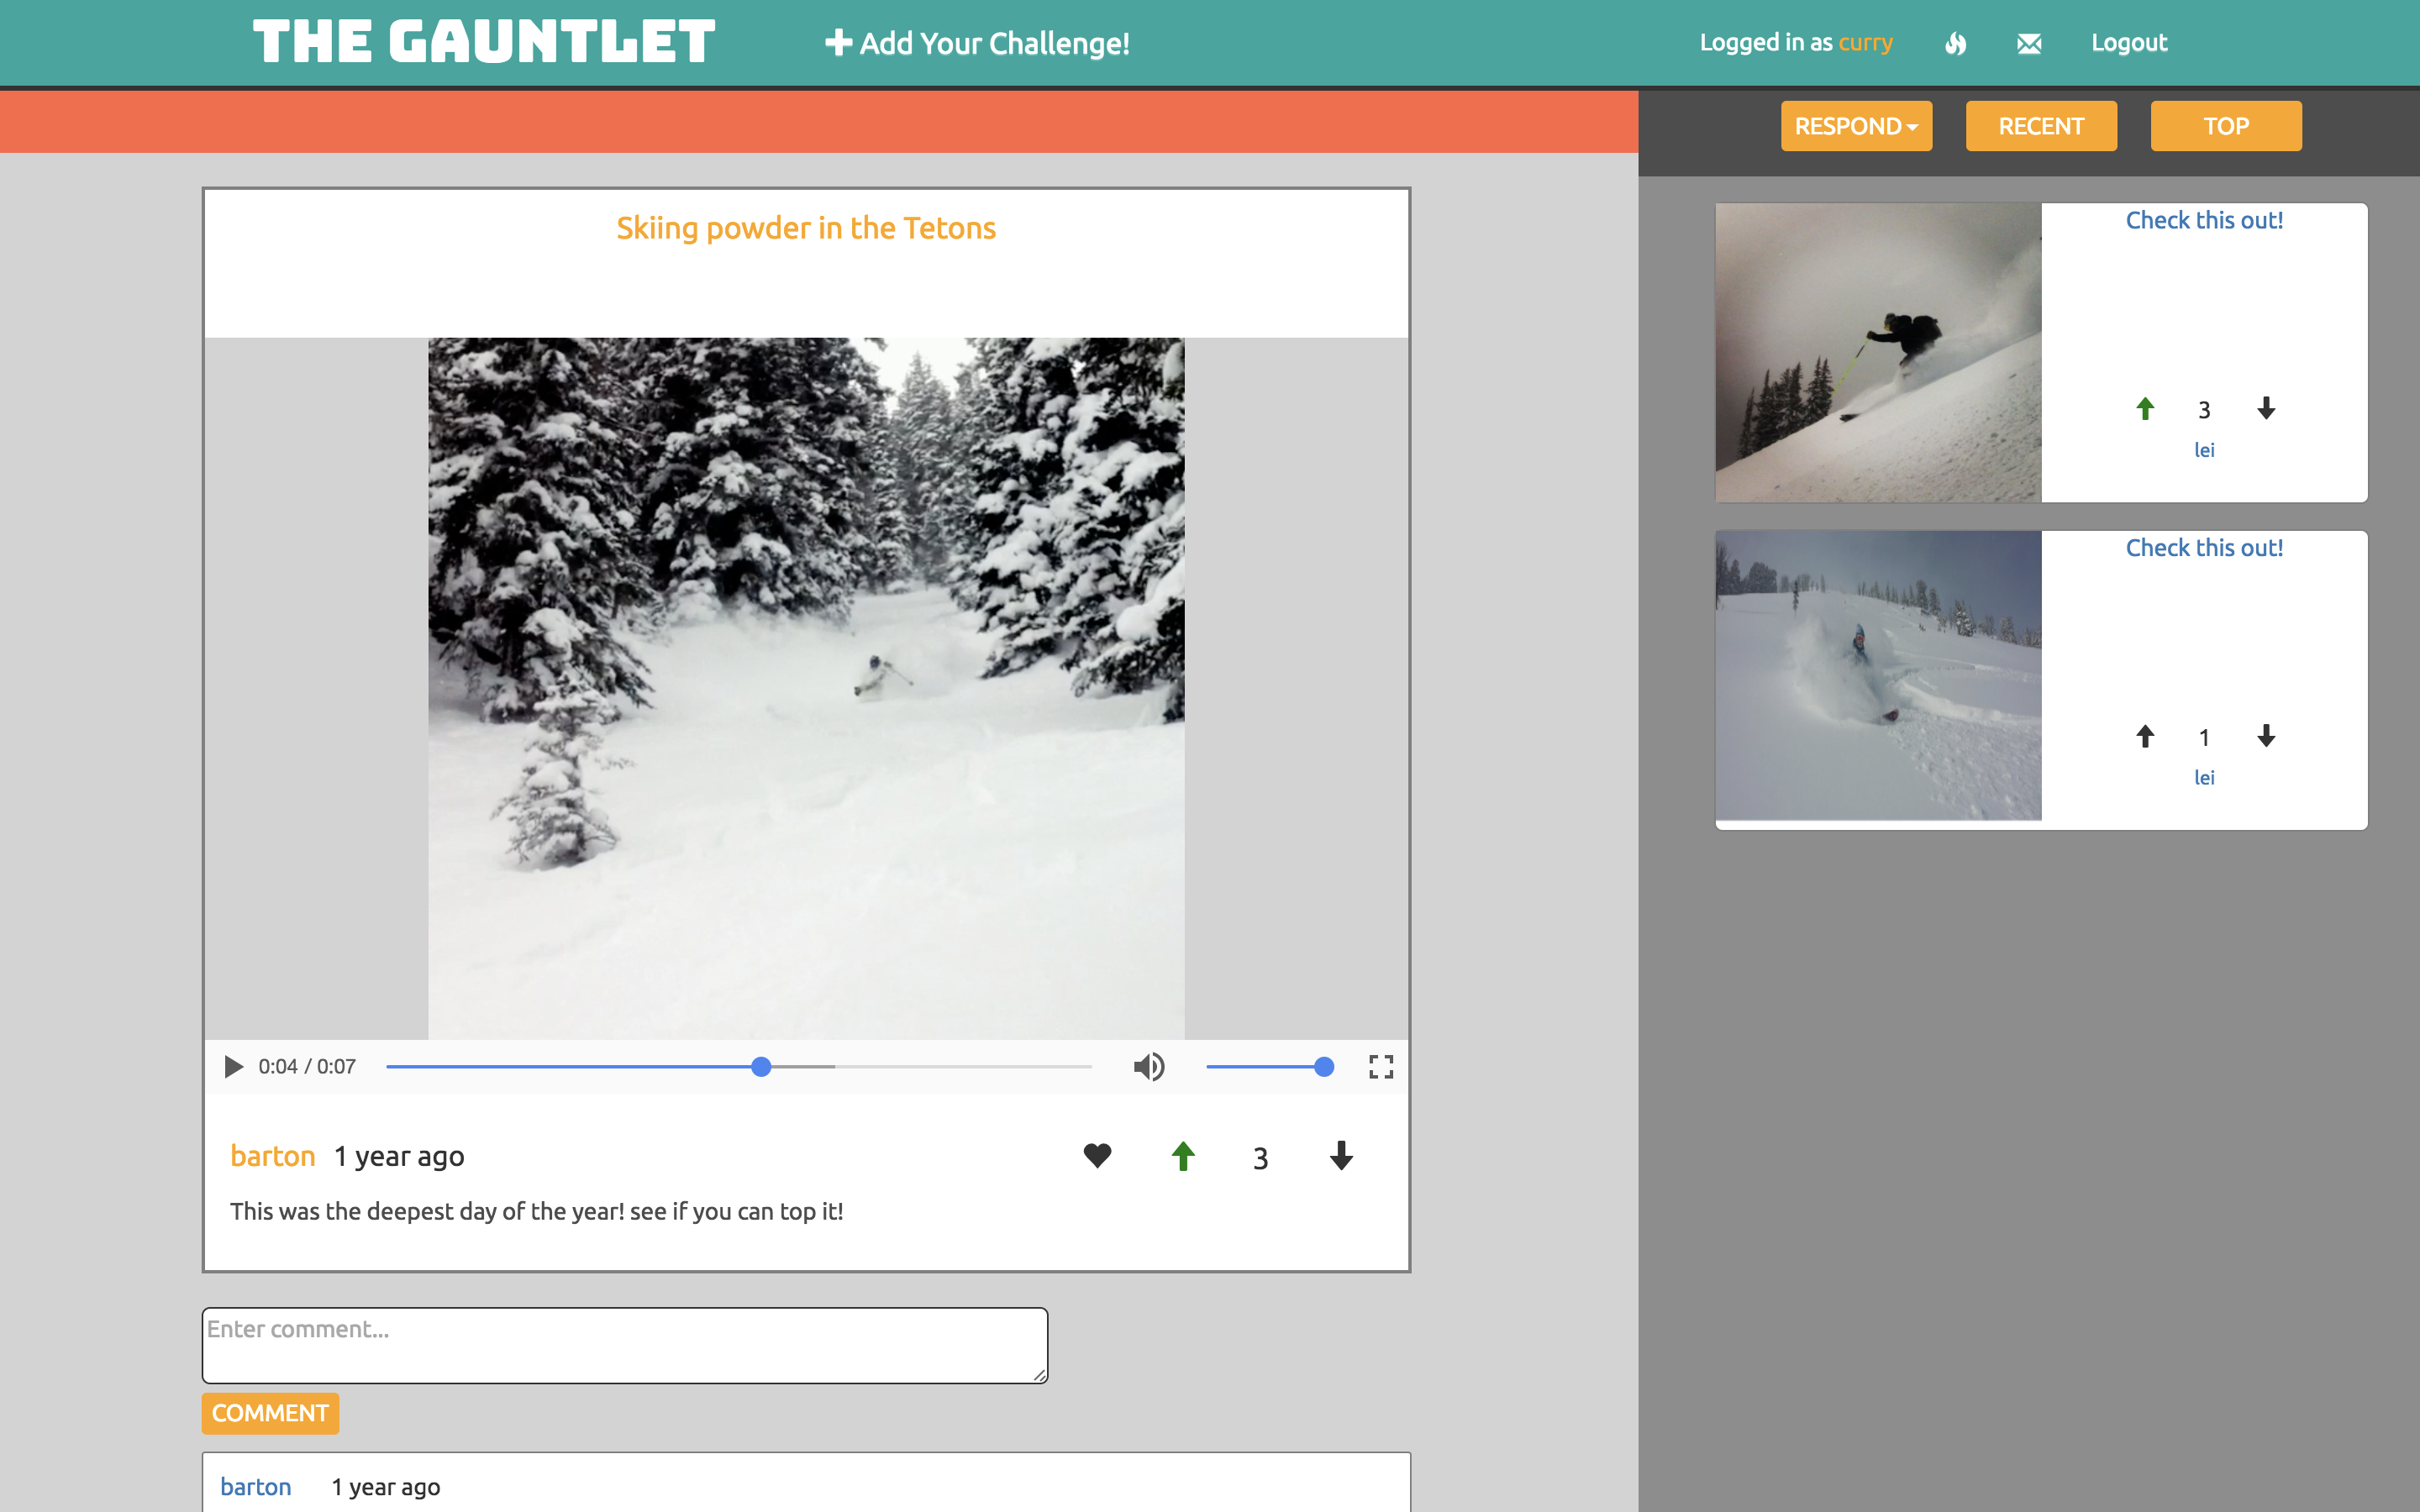 THE GAUNTLET
Add Your Challenge!
Logged in as curry
Logout
RESPOND
RECENT
TOP
Skiing powder in the Tetons
0:04 / 0:07
barton 1 year ago
3
This was the deepest day of the year! see if you can top it!
Enter comment...
COMMENT
barton 1 year ago
Check this out!
3
lei
Check this out!
1
lei